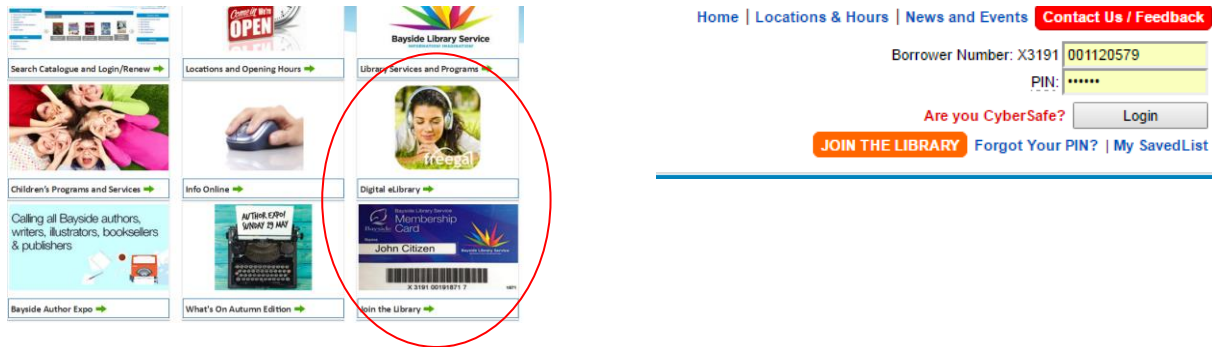 Come in WE'RE
OPEN
Bayside Library Service
INFORMATION IMAGINATION
Search Catalogue and Login/Renew
Locations and Opening Hours
Library Services and Programs
freegal
Children's Programs and Services
Info Online
Digital eLibrary
Calling all Bayside authors,
writers, illustrators, booksellers
& publishers
AUTHOR EXPO!
SUNDAY 29 MAY
Bayside Library Service
Membership
Card
Bayside
Name
John Citizen
Bayside Library Service
X 3191 00191871 7
Bayside Author Expo
What's On Autumn Edition
Join the Library
Home | Locations & Hours | News and Events Contact Us / Feedback
Borrower Number: X3191 001120579
PIN: ••••••
Are you CyberSafe? Login
JOIN THE LIBRARY Forgot Your PIN? | My SavedList